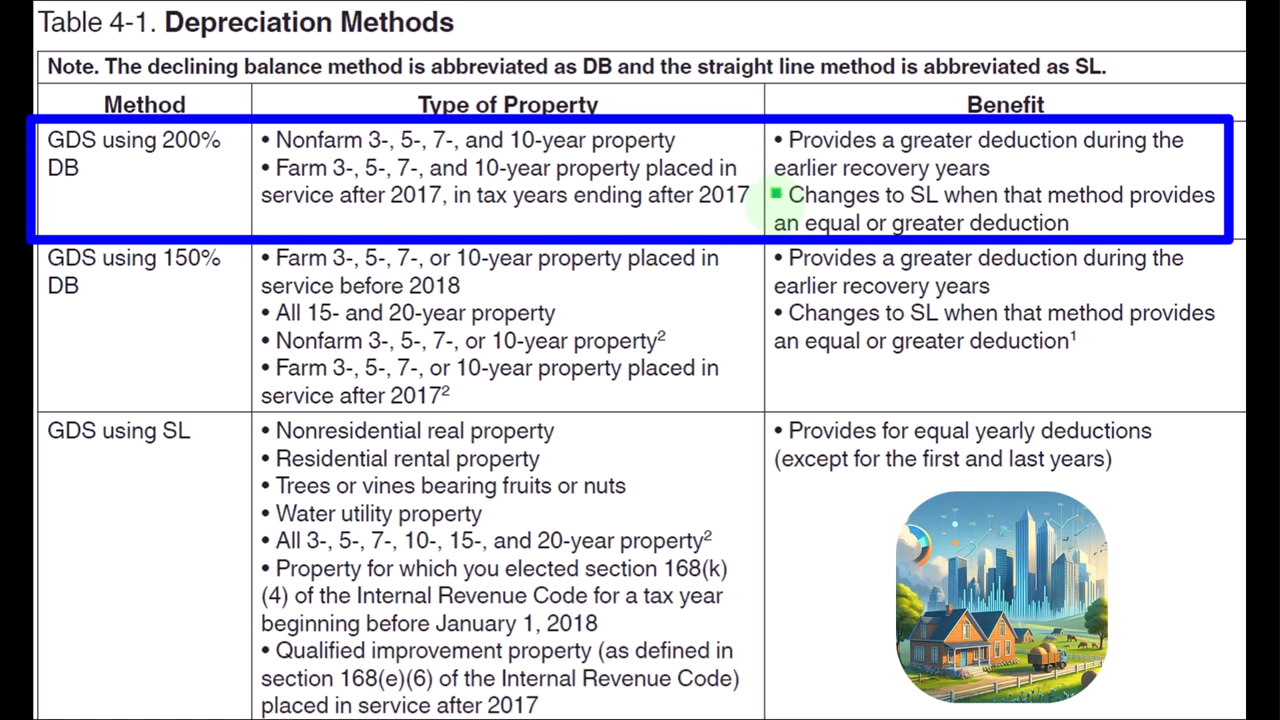 Table 4-1. Depreciation Methods
Note. The declining balance method is abbreviated as DB and the straight line method is abbreviated as SL.
Method
Type of Property
Benefit
GDS using 200%
DB
• Nonfarm 3-, 5-, 7-, and 10-year property
• Farm 3-, 5-, 7-, and 10-year property placed in
service after 2017, in tax years ending after 2017
• Provides a greater deduction during the
earlier recovery years
▪ Changes to SL when that method provides
an equal or greater deduction
GDS using 150%
DB
• Farm 3-, 5-, 7-, or 10-year property placed in
service before 2018
• All 15- and 20-year property
• Nonfarm 3-, 5-, 7-, or 10-year property²
• Farm 3-, 5-, 7-, or 10-year property placed in
service after 2017²
• Provides a greater deduction during the
earlier recovery years
• Changes to SL when that method provides
an equal or greater deduction¹
GDS using SL
• Nonresidential real property
• Residential rental property
• Trees or vines bearing fruits or nuts
• Water utility property
• All 3-, 5-, 7-, 10-, 15-, and 20-year property²
• Property for which you elected section 168(k)
(4) of the Internal Revenue Code for a tax year
beginning before January 1, 2018
• Qualified improvement property (as defined in
section 168(e)(6) of the Internal Revenue Code)
placed in service after 2017
• Provides for equal yearly deductions
(except for the first and last years)